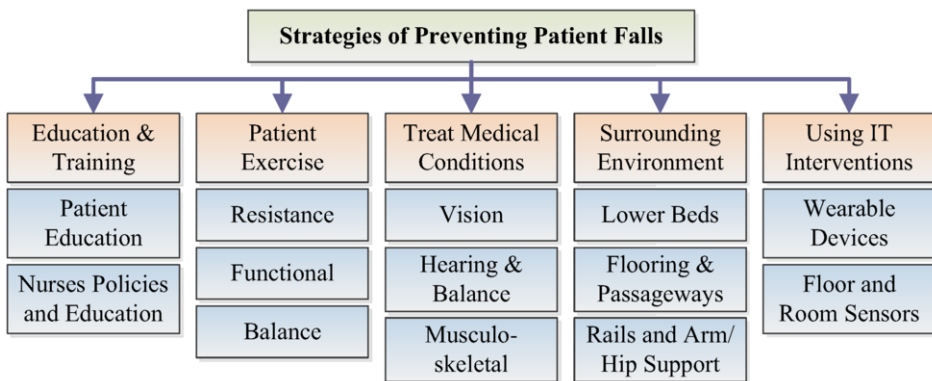 Strategies of Preventing Patient Falls
Education &
Training
Patient
Education
Nurses Policies
and Education
Patient
Exercise
Resistance
Functional
Balance
Treat Medical
Conditions
Vision
Hearing &
Balance
Musculo-
skeletal
Surrounding
Environment
Lower Beds
Flooring &
Passageways
Rails and Arm/
Hip Support
Using IT
Interventions
Wearable
Devices
Floor and
Room Sensors